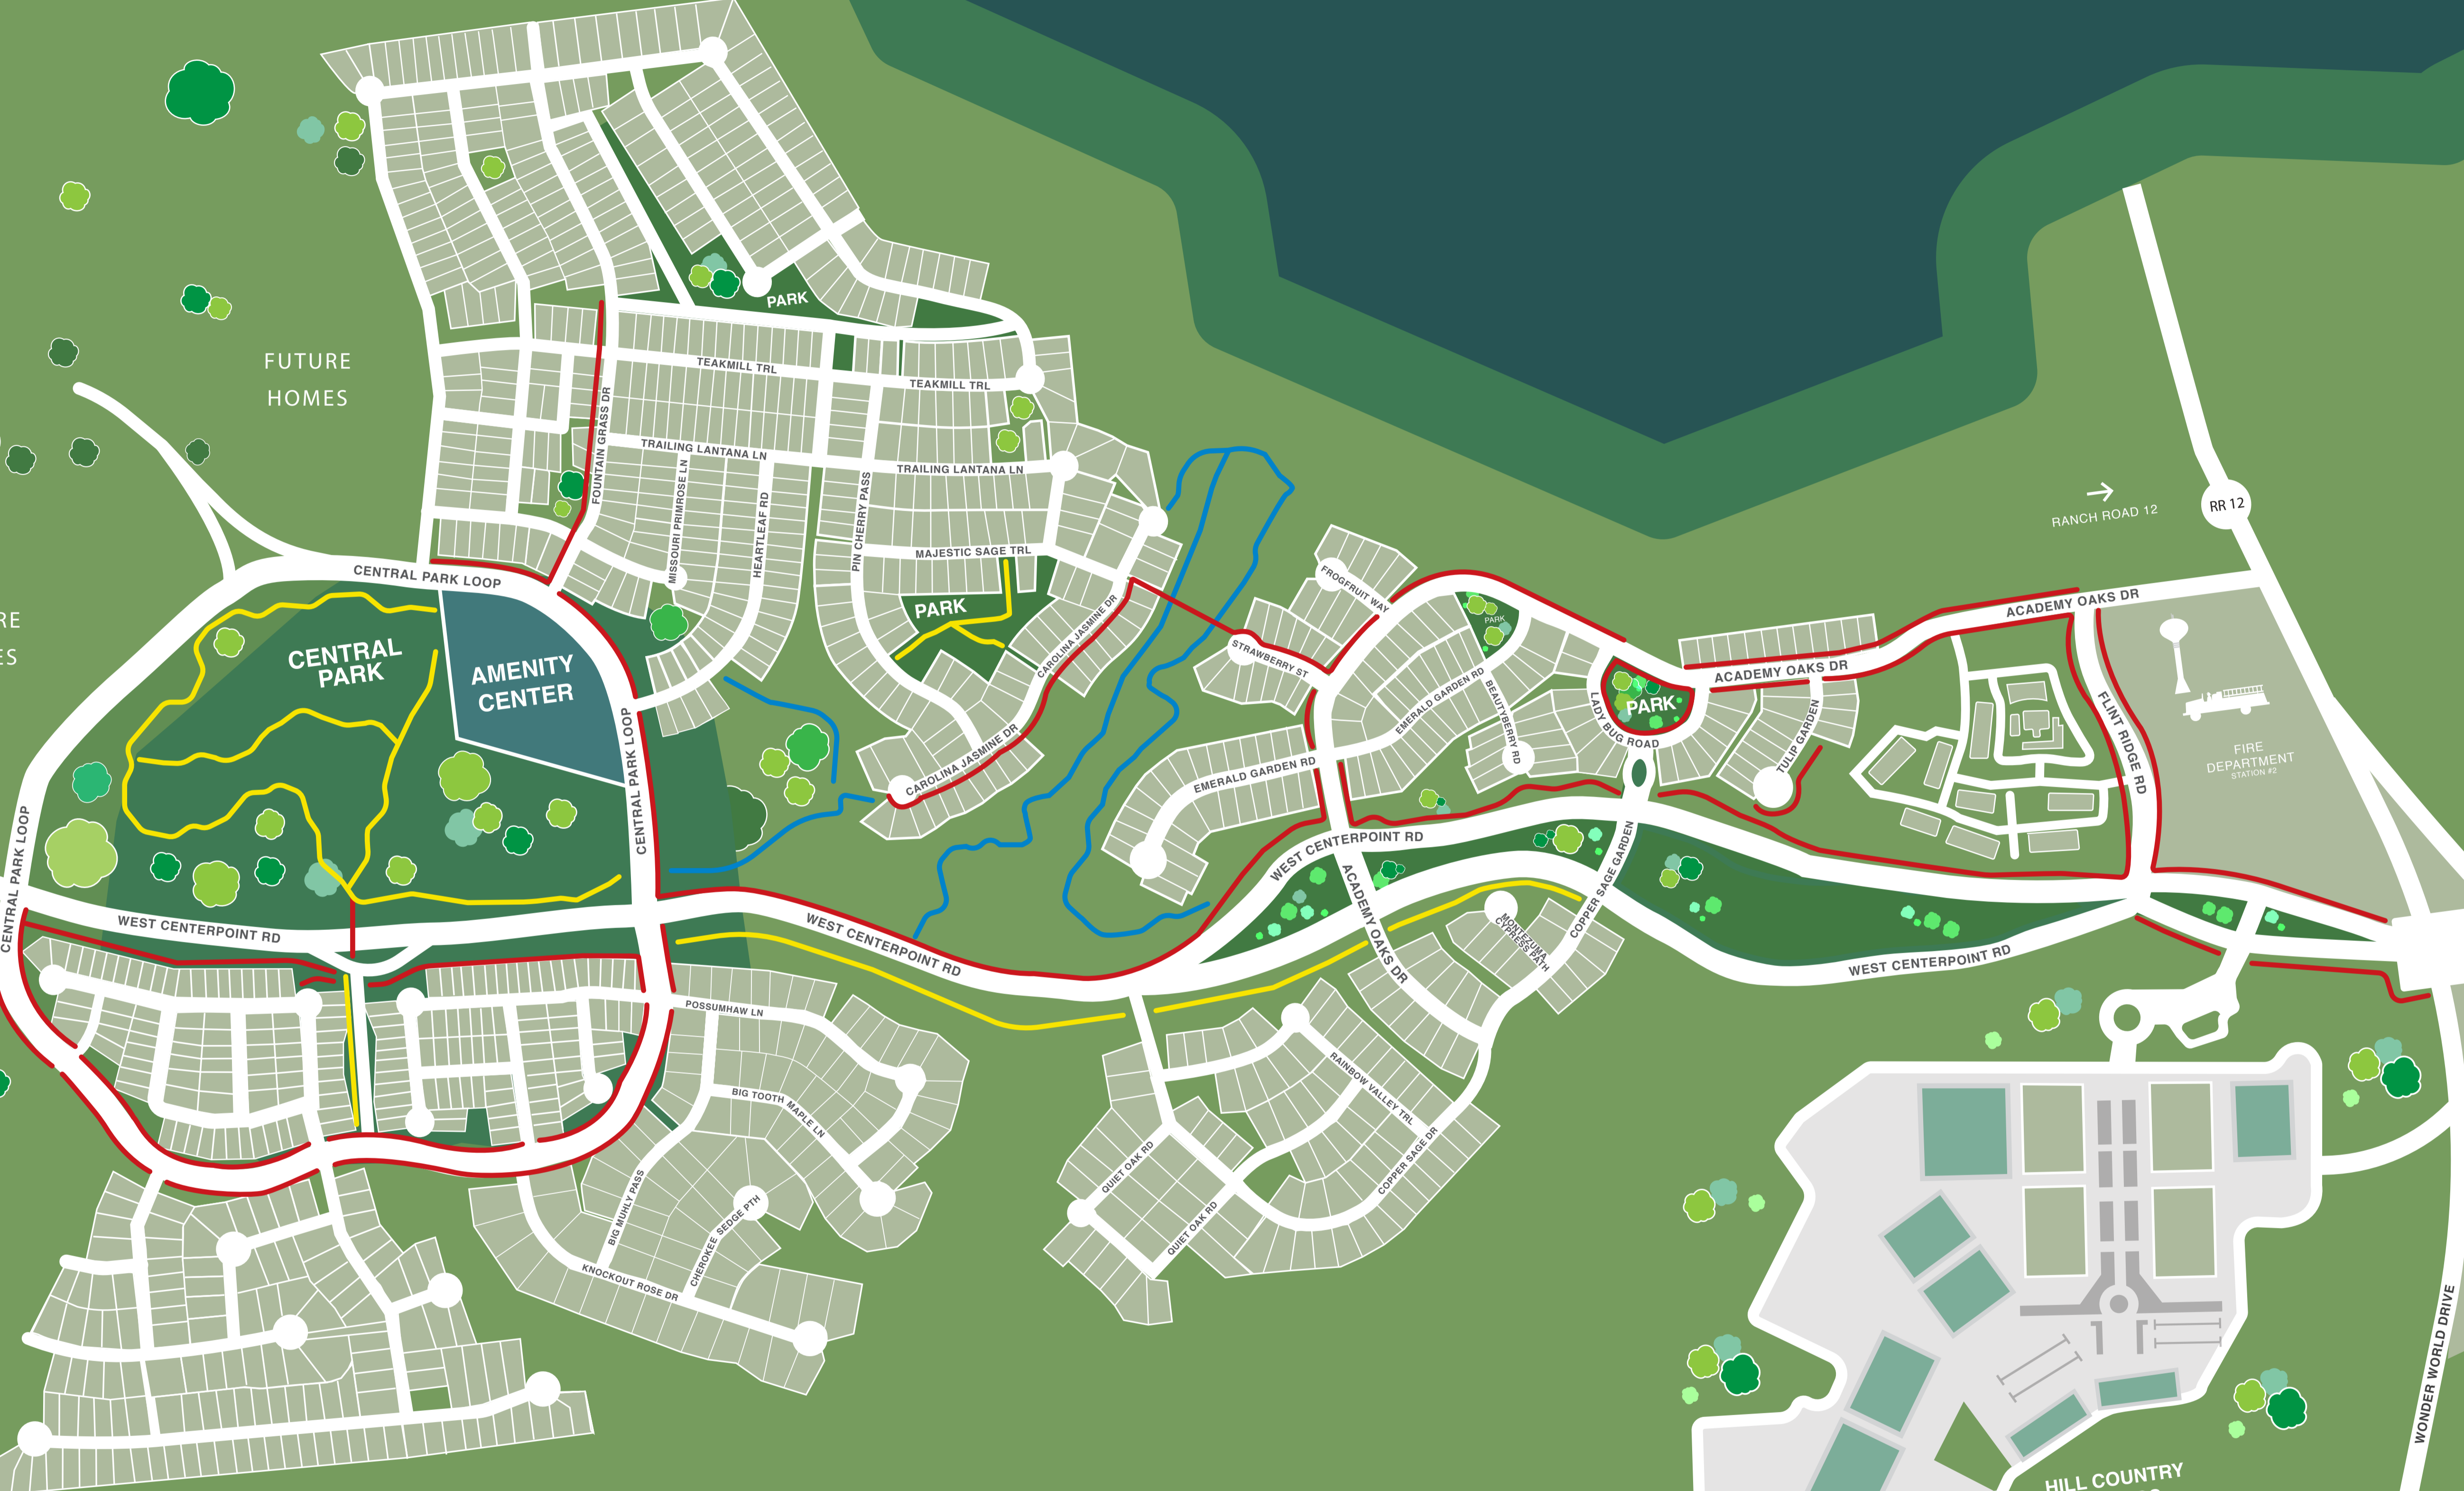 PARK
FUTURE
HOMES
TEAKMILL TRL
TEAKMILL TRL
FOUNTAIN GRASS DR
TRAILING LANTANA LN
TRAILING LANTANA LN
MISSOURI PRIMROSE LN
HEARTLEAF RD
PIN CHERRY PASS
MAJESTIC SAGE TRL
RANCH ROAD 12
RR 12
CENTRAL PARK LOOP
FROGFRUIT WAY
PARK
PARK
CAROLINA JASMINE DR
ACADEMY OAKS DR
RE
ES
CENTRAL
PARK
AMENITY
CENTER
STRAWBERRY ST
ACADEMY OAKS DR
EMERALD GARDEN RD
BEAUTYBERRY RD
LADY BUG ROAD
PARK
TULIP GARDEN
FLINT RIDGE RD
FIRE
DEPARTMENT
STATION #2
CAROLINA JASMINE DR
EMERALD GARDEN RD
CENTRAL PARK LOOP
CENTRAL PARK LOOP
WEST CENTERPOINT RD
ACADEMY OAKS DR
COPPER SAGE GARDEN
MONTEZUMA
CYPRESS PATH
WEST CENTERPOINT RD
WEST CENTERPOINT RD
WEST CENTERPOINT RD
POSSUMHAW LN
BIG TOOTH MAPLE LN
RAINBOW VALLEY TRL
QUIET OAK RD
COPPER SAGE DR
QUIET OAK RD
BIG MUHLY PASS
CHEROKEE SEDGE PTH
KNOCKOUT ROSE DR
WONDER WORLD DRIVE
HILL COUNTRY